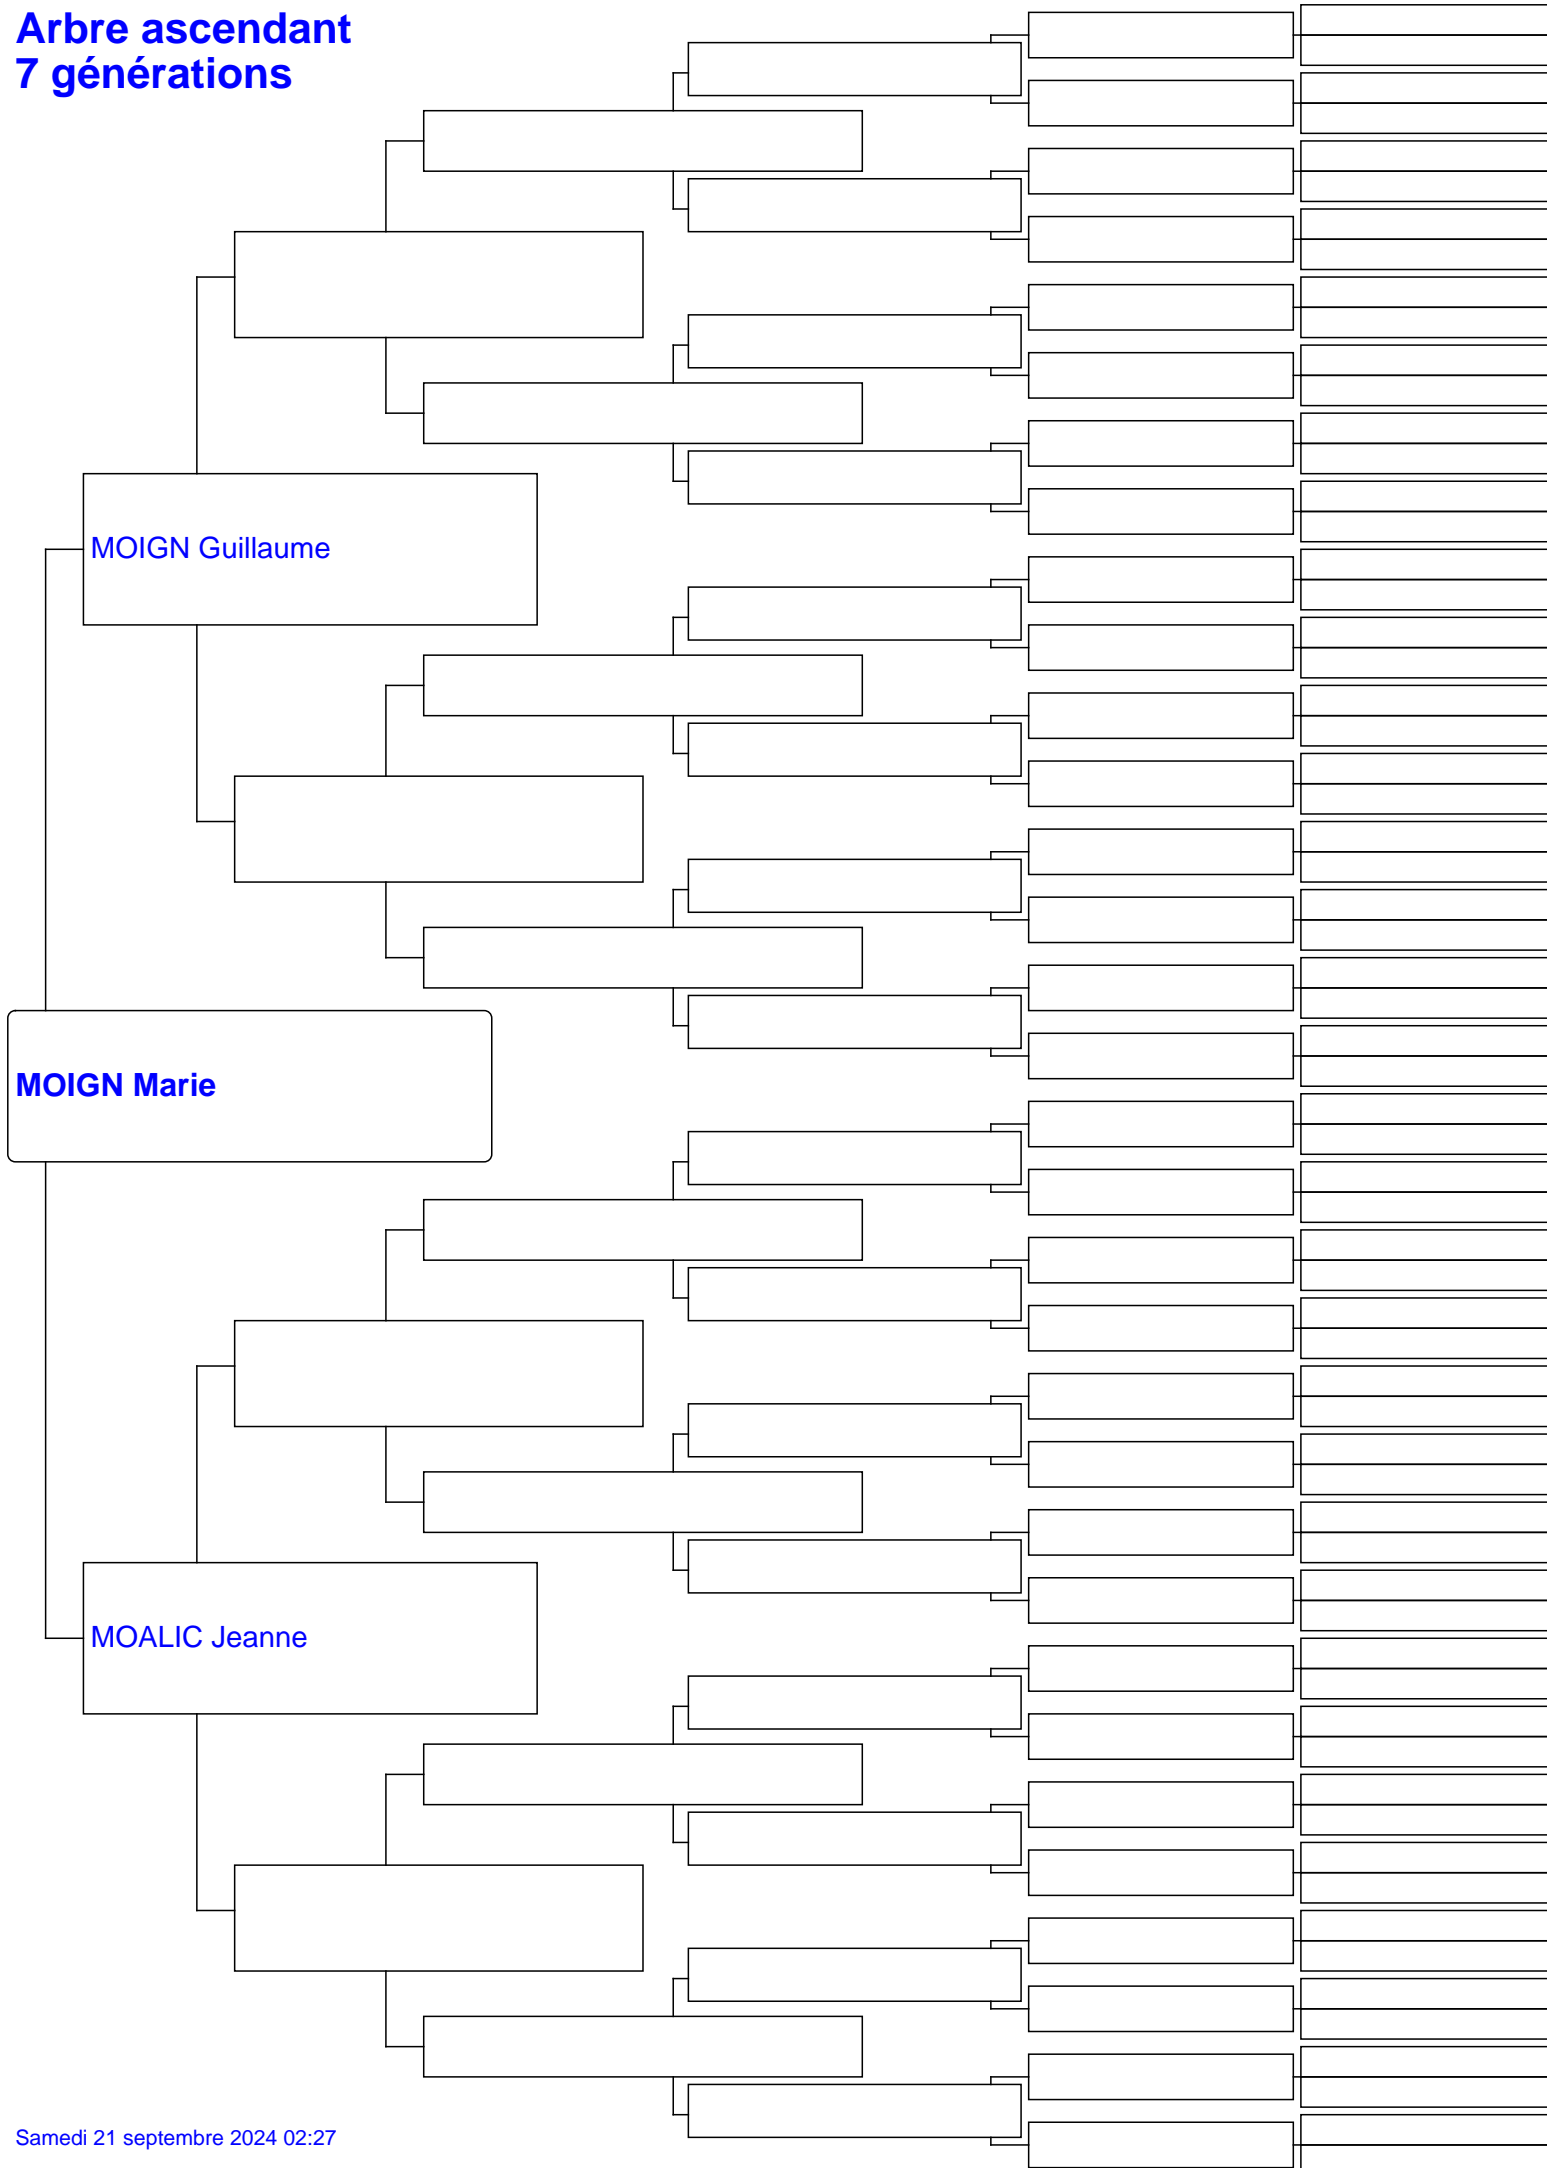 Arbre ascendant
7 générations
MOIGN Guillaume
MOIGN Marie
MOALIC Jeanne
Samedi 21 septembre 2024 02:27